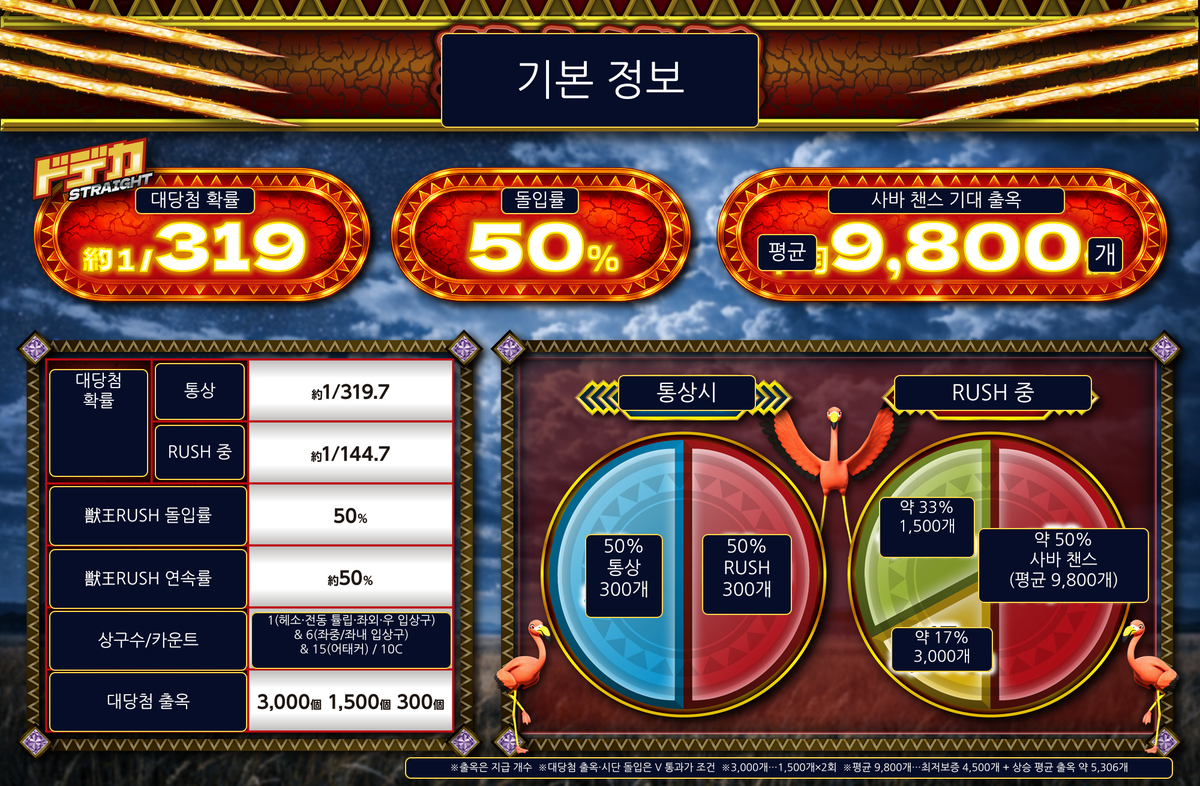 기본 정보
ドデカ
STRAIGHT
대당첨 확률
約1/319
돌입률
50%
사바 챈스 기대 출옥
평균
9,800
개
대당첨
확률
통상
約1/319.7
RUSH 중
約1/144.7
獣王RUSH 돌입률
50%
獣王RUSH 연속률
約50%
상구수/카운트
1(헤소·전동 튤립·좌외·우 입상구)
& 6(좌중/좌내 입상구)
& 15(어태커) / 10C
대당첨 출옥
3,000個 1,500個 300個
통상시
50%
통상
300개
50%
RUSH
300개
RUSH 중
약 33%
1,500개
약 50%
사바 챈스
(평균 9,800개)
약 17%
3,000개
※출옥은 지급 개수 ※대당첨 출옥·시단 돌입은 V 통과가 조건 ※3,000개…1,500개×2회 ※평균 9,800개…최저보증 4,500개 + 상승 평균 출옥 약 5,306개